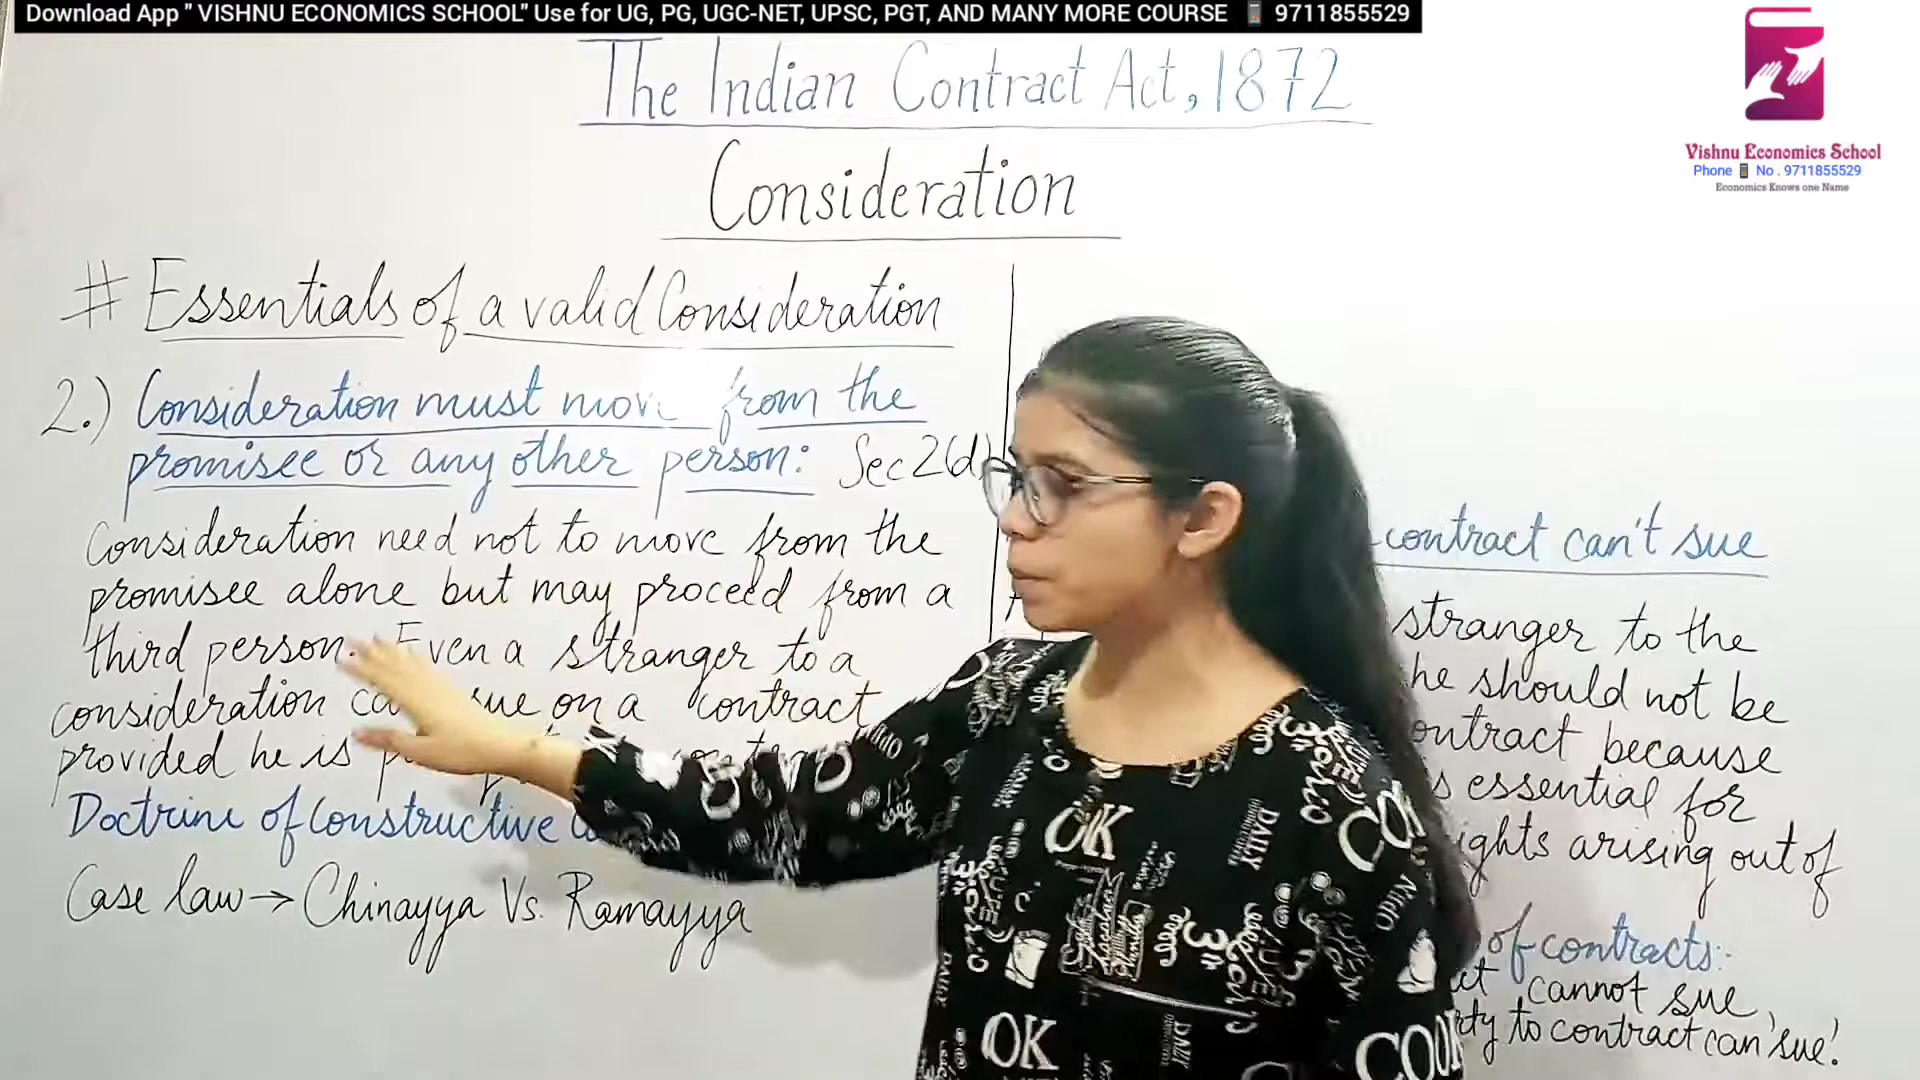 Download App " VISHNU ECONOMICS SCHOOL" Use for UG, PG, UGC-NET, UPSC, PGT, AND MANY MORE COURSE 9711855529
The Indian Contract Act, 1872
Vishnu Economics School
Phone No . 9711855529
Economics Knows one Name
Consideration
# Essentials of a valid Consideration
2.) Consideration must move from the
promisee or any other person: Sec 2(d)
Consideration need not to move from the
promisee alone but may proceed from a
third person. Even a stranger to a
consideration sue on a contract
provided he is
Doctrine of Constructive
Case law → Chinayya Vs. Ramayya
contract can't sue
stranger to the
he should not be
contract because
essential for
rights arising out of
of contracts:
cannot sue,
to contract can sue!
OK
DAILY
OK